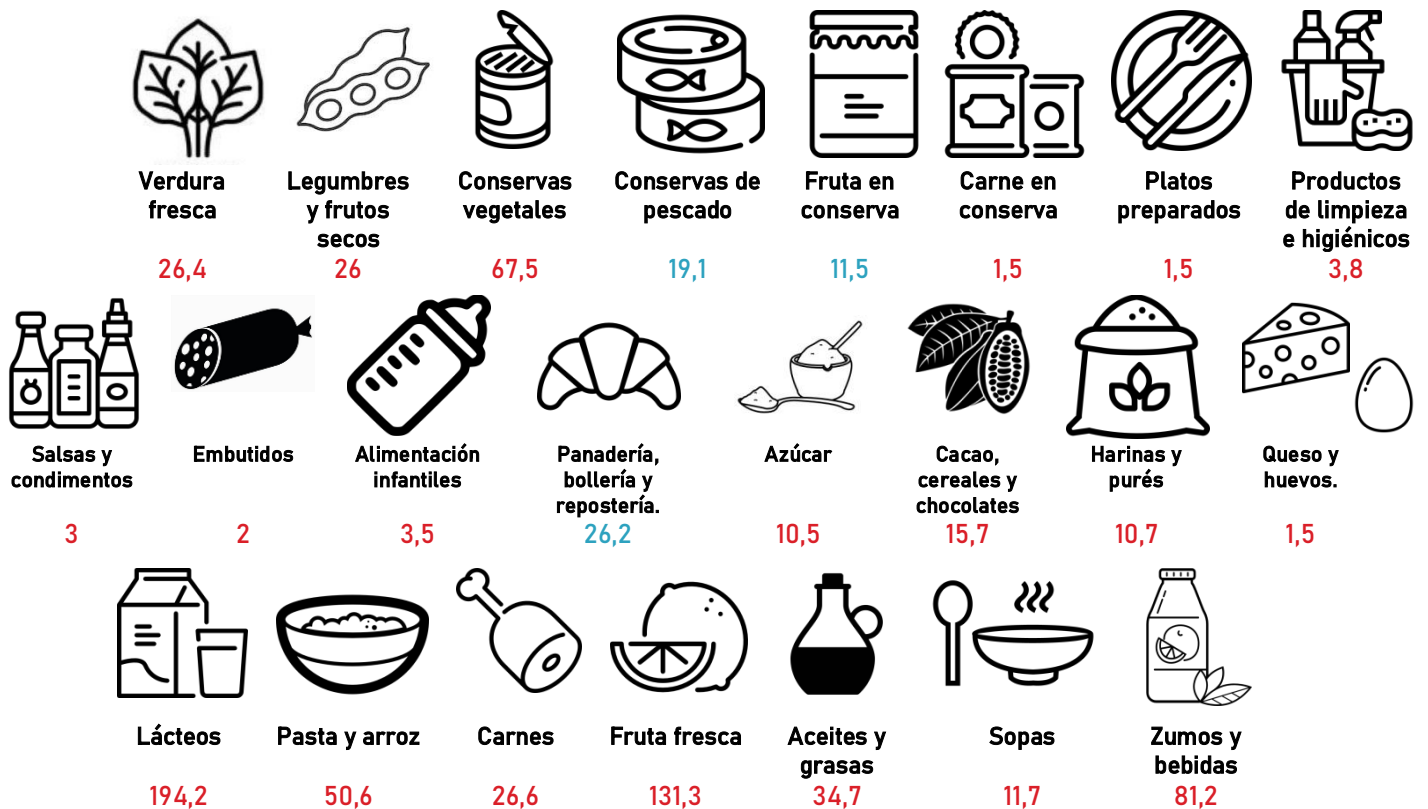 Verdura
fresca
26,4
Legumbres
y frutos
secos
26
Conservas
vegetales
67,5
Conservas de
pescado
19,1
Fruta en
conserva
11,5
Carne en
conserva
1,5
Platos
preparados
1,5
Productos
de limpieza
e higiénicos
3,8
Salsas y
condimentos
3
Embutidos
2
Alimentación
infantiles
3,5
Panadería,
bollería y
repostería.
26,2
Azúcar
10,5
Cacao,
cereales y
chocolates
15,7
Harinas y
purés
10,7
Queso y
huevos.
1,5
Lácteos
194,2
Pasta y arroz
50,6
Carnes
26,6
Fruta fresca
131,3
Aceites y
grasas
34,7
Sopas
11,7
Zumos y
bebidas
81,2